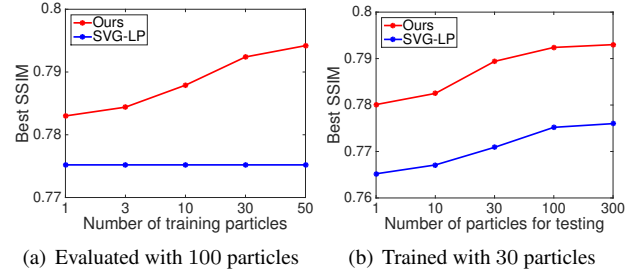 0.8
Ours
SVG-LP
0.79
0.78
0.77
Best SSIM
1 3 10 30 50
Number of training particles
(a) Evaluated with 100 particles
0.8
Ours
SVG-LP
0.79
0.78
0.77
0.76
Best SSIM
1 10 30 100 300
Number of particles for testing
(b) Trained with 30 particles